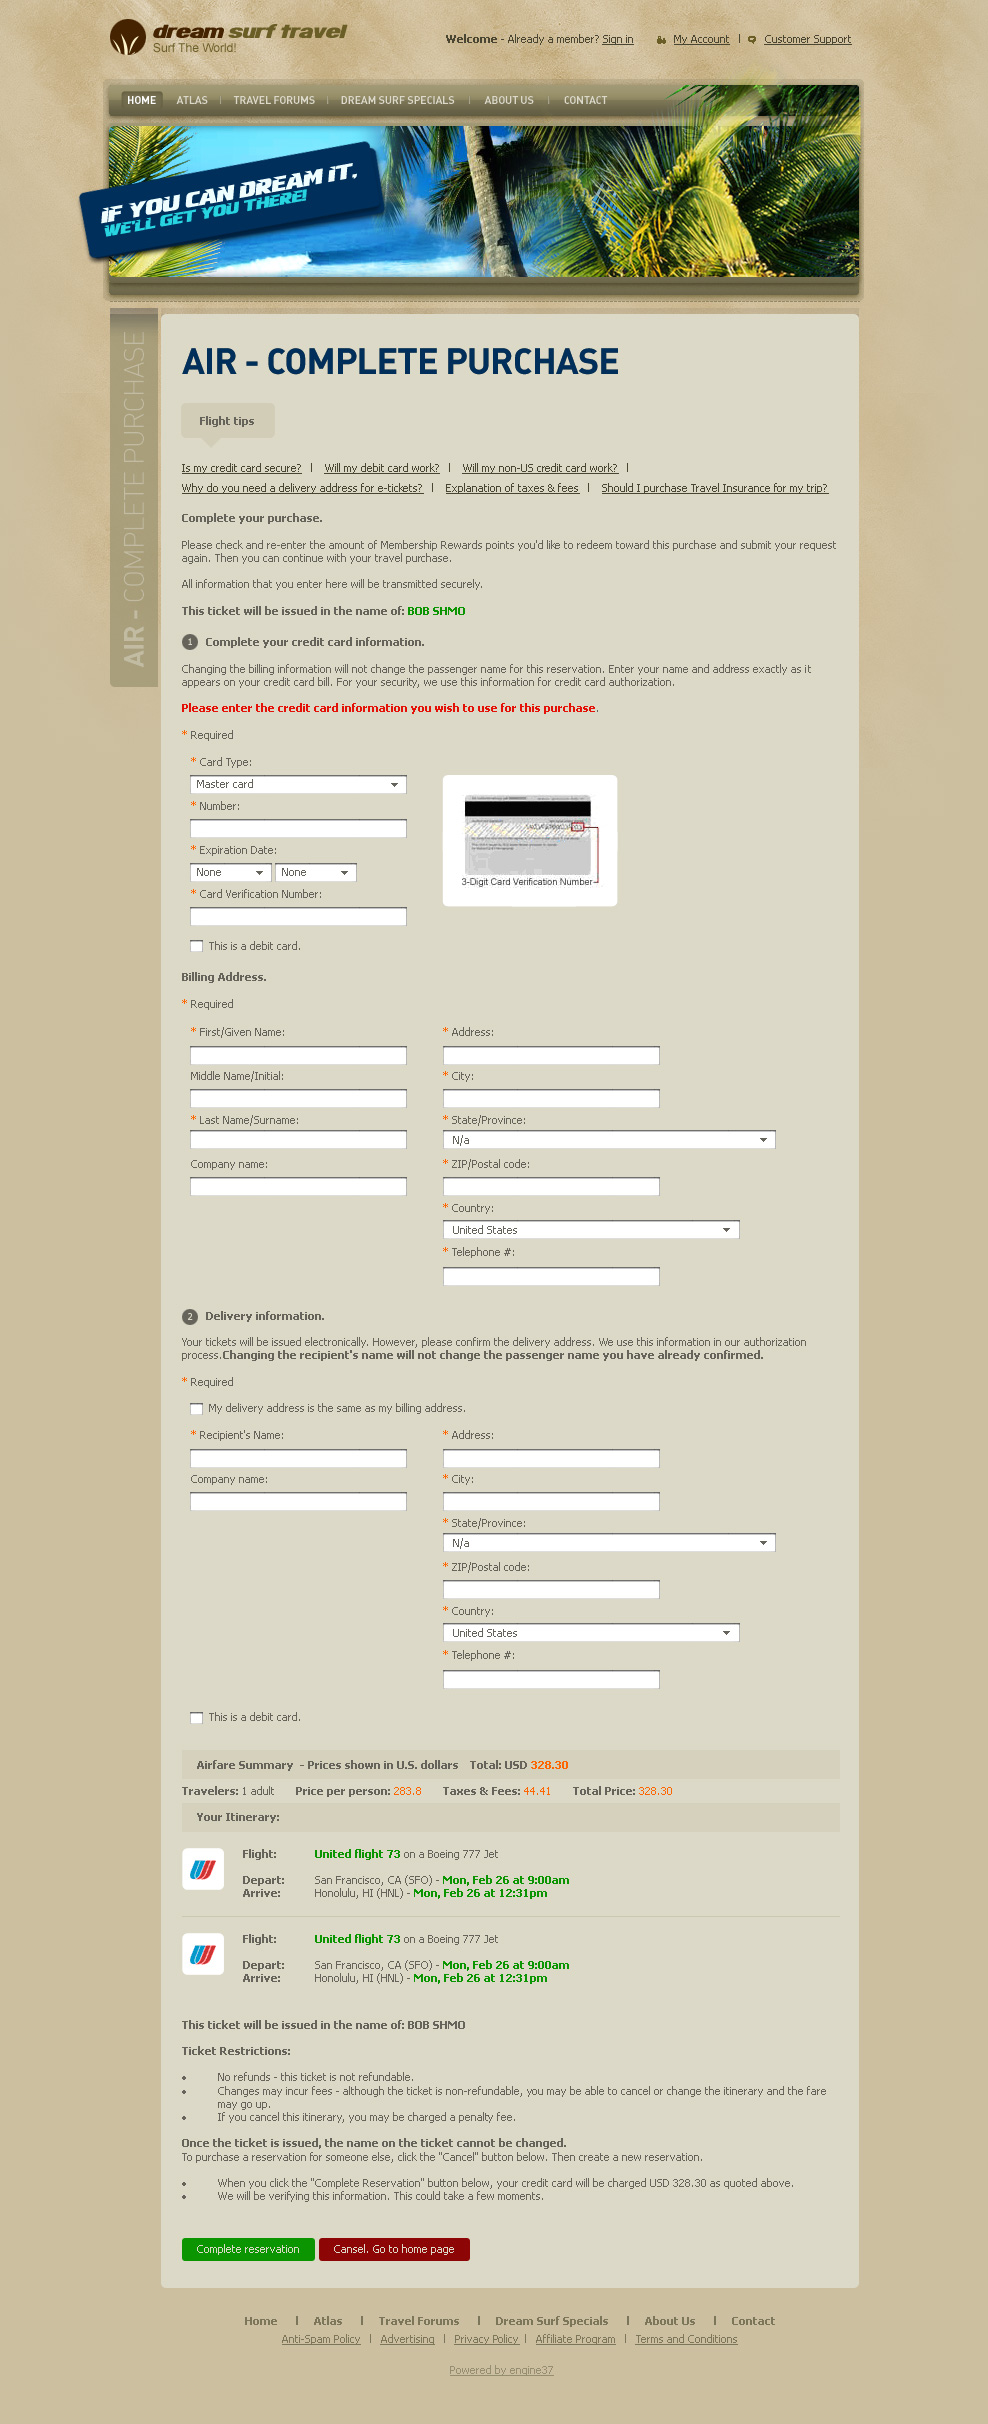 dream surf travel
Surf The World!
Welcome - Already a member? Sign in
My Account | Customer Support
HOME ATLAS | TRAVEL FORUMS | DREAM SURF SPECIALS | ABOUT US | CONTACT
IF YOU CAN DREAM IT.
WE'LL GET YOU THERE!
AIR - COMPLETE PURCHASE
AIR - COMPLETE PURCHASE
Flight tips
Is my credit card secure? | Will my debit card work? | Will my non-US credit card work? |
Why do you need a delivery address for e-tickets? | Explanation of taxes & fees | Should I purchase Travel Insurance for my trip?
Complete your purchase.
Please check and re-enter the amount of Membership Rewards points you'd like to redeem toward this purchase and submit your request
again. Then you can continue with your travel purchase.
All information that you enter here will be transmitted securely.
This ticket will be issued in the name of: BOB SHMO
1 Complete your credit card information.
Changing the billing information will not change the passenger name for this reservation. Enter your name and address exactly as it
appears on your credit card bill. For your security, we use this information for credit card authorization.
Please enter the credit card information you wish to use for this purchase.
* Required
* Card Type:
Master card
* Number:
* Expiration Date:
None None
* Card Verification Number:
3-Digit Card Verification Number
This is a debit card.
Billing Address.
* Required
* First/Given Name:
* Address:
Middle Name/Initial:
* City:
* Last Name/Surname:
* State/Province:
N/a
Company name:
* ZIP/Postal code:
* Country:
United States
* Telephone #:
2 Delivery information.
Your tickets will be issued electronically. However, please confirm the delivery address. We use this information in our authorization
process.Changing the recipient's name will not change the passenger name you have already confirmed.
* Required
My delivery address is the same as my billing address.
* Recipient's Name:
* Address:
Company name:
* City:
* State/Province:
N/a
* ZIP/Postal code:
* Country:
United States
* Telephone #:
This is a debit card.
Airfare Summary - Prices shown in U.S. dollars Total: USD 328.30
Travelers: 1 adult Price per person: 283.8 Taxes & Fees: 44.41 Total Price: 328.30
Your Itinerary:
Flight: United flight 73 on a Boeing 777 Jet
Depart: San Francisco, CA (SFO) - Mon, Feb 26 at 9:00am
Arrive: Honolulu, HI (HNL) - Mon, Feb 26 at 12:31pm
Flight: United flight 73 on a Boeing 777 Jet
Depart: San Francisco, CA (SFO) - Mon, Feb 26 at 9:00am
Arrive: Honolulu, HI (HNL) - Mon, Feb 26 at 12:31pm
This ticket will be issued in the name of: BOB SHMO
Ticket Restrictions:
• No refunds - this ticket is not refundable.
• Changes may incur fees - although the ticket is non-refundable, you may be able to cancel or change the itinerary and the fare
may go up.
• If you cancel this itinerary, you may be charged a penalty fee.
Once the ticket is issued, the name on the ticket cannot be changed.
To purchase a reservation for someone else, click the "Cancel" button below. Then create a new reservation.
• When you click the "Complete Reservation" button below, your credit card will be charged USD 328.30 as quoted above.
• We will be verifying this information. This could take a few moments.
Complete reservation Cansel. Go to home page
Home | Atlas | Travel Forums | Dream Surf Specials | About Us | Contact
Anti-Spam Policy | Advertising | Privacy Policy | Affiliate Program | Terms and Conditions
Powered by engine37